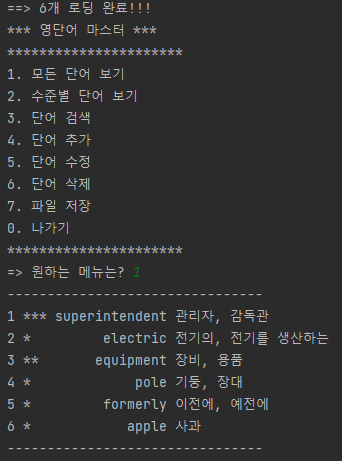 ==> 6개 로딩 완료!!!
*** 영단어 마스터 ***
**********************
1. 모든 단어 보기
2. 수준별 단어 보기
3. 단어 검색
4. 단어 추가
5. 단어 수정
6. 단어 삭제
7. 파일 저장
0. 나가기
**********************
=> 원하는 메뉴는? 1
--------------------------------
1 *** superintendent 관리자, 감독관
2 *         electric 전기의, 전기를 생산하는
3 **       equipment 장비, 용품
4 *             pole 기둥, 장대
5 *         formerly 이전에, 예전에
6 *            apple 사과
--------------------------------